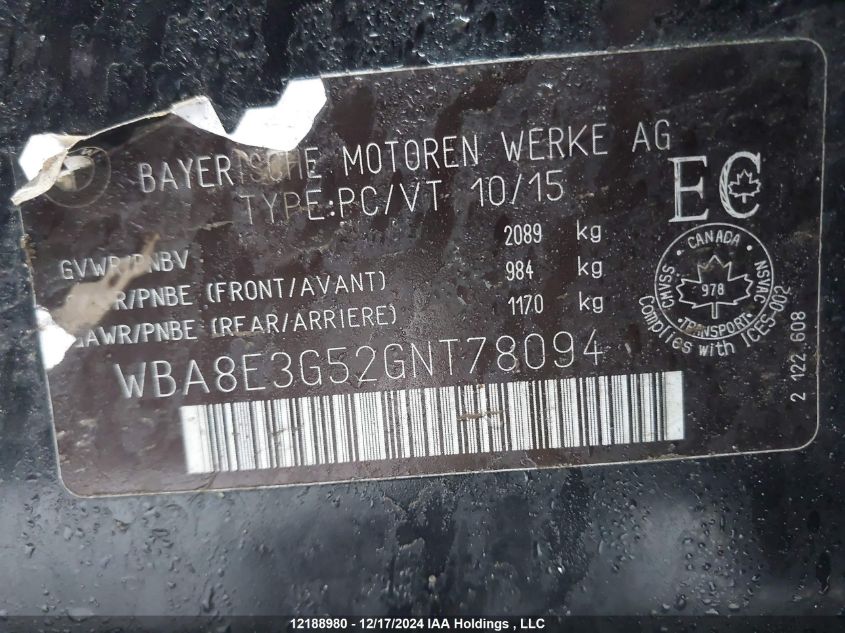 BAYERISCHE MOTOREN WERKE AG
TYPE:PC/VT 10/15
GVWR/PNBV 2089 kg
/PNBE (FRONT/AVANT) 984 kg
GAWR/PNBE (REAR/ARRIERE) 1170 kg
WBA8E3G52GNT78094
EC
CANADA
CMVSS
978
NSVAC
TRANSPORT
Complies with ICES-002
2 122 608
12188980 - 12/17/2024 IAA Holdings , LLC